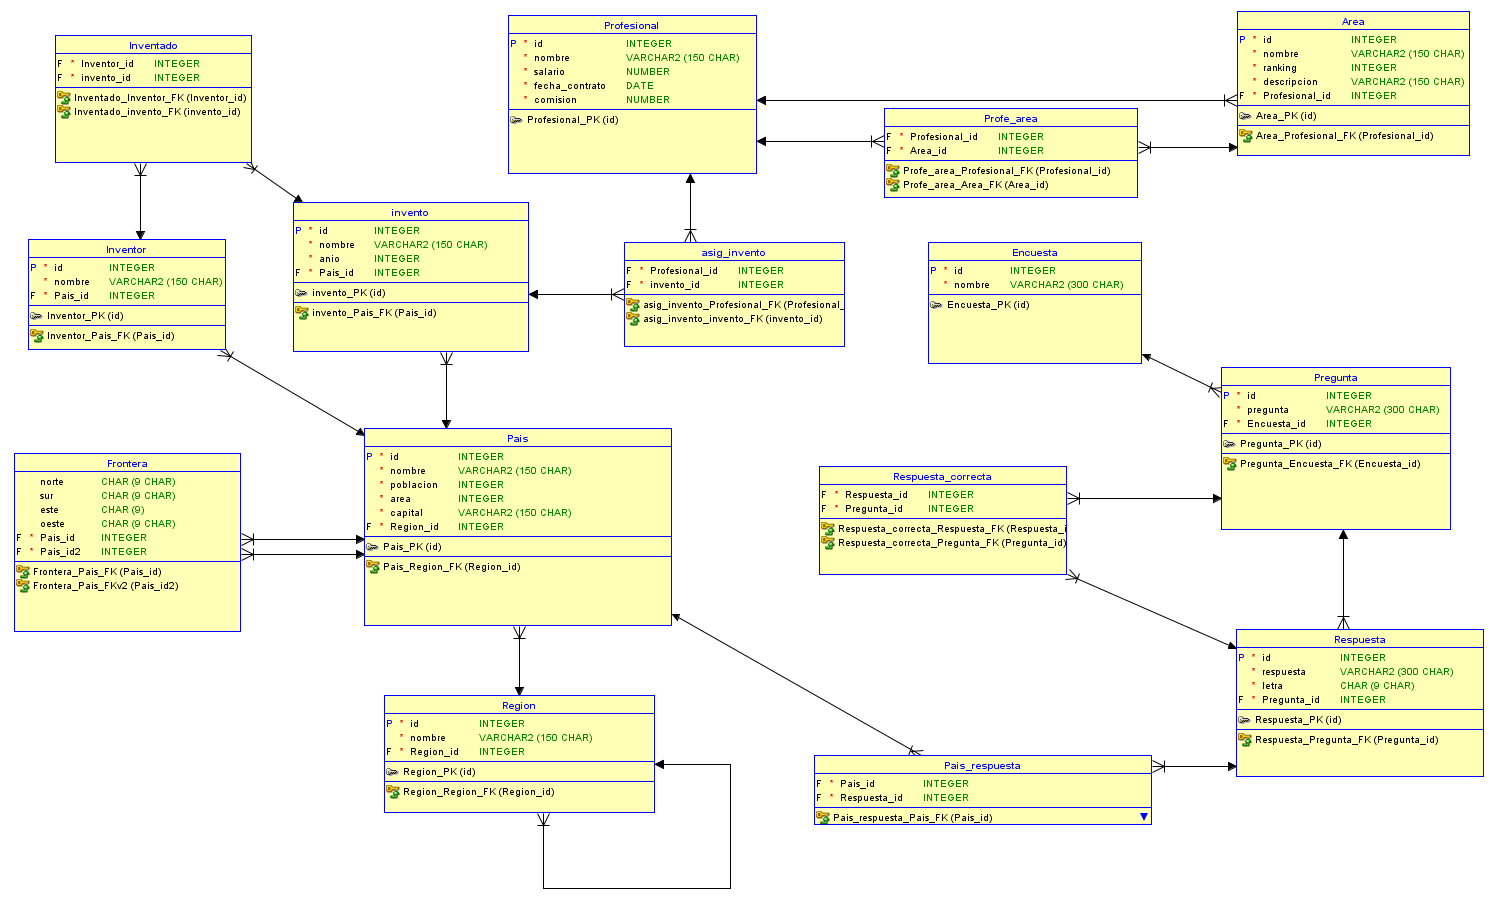 Inventado
F * Inventor_id INTEGER
F * invento_id INTEGER
Inventado_Inventor_FK (Inventor_id)
Inventado_invento_FK (invento_id)
Profesional
P * id INTEGER
* nombre VARCHAR2 (150 CHAR)
* salario NUMBER
* fecha_contrato DATE
* comision NUMBER
Profesional_PK (id)
Area
P * id INTEGER
* nombre VARCHAR2 (150 CHAR)
* ranking INTEGER
* descripcion VARCHAR2 (150 CHAR)
F * Profesional_id INTEGER
Area_PK (id)
Area_Profesional_FK (Profesional_id)
Profe_area
F * Profesional_id INTEGER
F * Area_id INTEGER
Profe_area_Profesional_FK (Profesional_id)
Profe_area_Area_FK (Area_id)
Inventor
P * id INTEGER
* nombre VARCHAR2 (150 CHAR)
F * Pais_id INTEGER
Inventor_PK (id)
Inventor_Pais_FK (Pais_id)
invento
P * id INTEGER
* nombre VARCHAR2 (150 CHAR)
* anio INTEGER
F * Pais_id INTEGER
invento_PK (id)
invento_Pais_FK (Pais_id)
asig_invento
F * Profesional_id INTEGER
F * invento_id INTEGER
asig_invento_Profesional_FK (Profesional_
asig_invento_invento_FK (invento_id)
Encuesta
P * id INTEGER
* nombre VARCHAR2 (300 CHAR)
Encuesta_PK (id)
Pregunta
P * id INTEGER
* pregunta VARCHAR2 (300 CHAR)
F * Encuesta_id INTEGER
Pregunta_PK (id)
Pregunta_Encuesta_FK (Encuesta_id)
Frontera
norte CHAR (9 CHAR)
sur CHAR (9 CHAR)
este CHAR (9)
oeste CHAR (9 CHAR)
F * Pais_id INTEGER
F * Pais_id2 INTEGER
Frontera_Pais_FK (Pais_id)
Frontera_Pais_FKv2 (Pais_id2)
Pais
P * id INTEGER
* nombre VARCHAR2 (150 CHAR)
* poblacion INTEGER
* area INTEGER
* capital VARCHAR2 (150 CHAR)
F * Region_id INTEGER
Pais_PK (id)
Pais_Region_FK (Region_id)
Respuesta_correcta
F * Respuesta_id INTEGER
F * Pregunta_id INTEGER
Respuesta_correcta_Respuesta_FK (Respuesta_i
Respuesta_correcta_Pregunta_FK (Pregunta_id)
Respuesta
P * id INTEGER
* respuesta VARCHAR2 (300 CHAR)
* letra CHAR (9 CHAR)
F * Pregunta_id INTEGER
Respuesta_PK (id)
Respuesta_Pregunta_FK (Pregunta_id)
Region
P * id INTEGER
* nombre VARCHAR2 (150 CHAR)
F * Region_id INTEGER
Region_PK (id)
Region_Region_FK (Region_id)
Pais_respuesta
F * Pais_id INTEGER
F * Respuesta_id INTEGER
Pais_respuesta_Pais_FK (Pais_id)